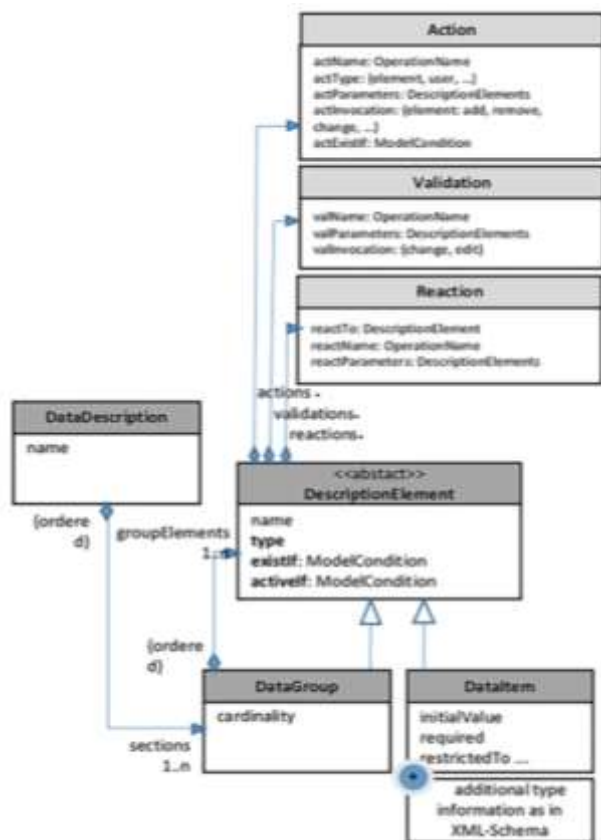 Action
actName: OperationName
actType: {element, user, ...}
actParameters: DescriptionElements
actInvocation: {element: add, remove,
change, ...}
actExistIf: ModelCondition
Validation
valName: OperationName
valParameters: DescriptionElements
valInvocation: {change, edit}
Reaction
reactTo: DescriptionElement
reactName: OperationName
reactParameters: DescriptionElements
actions *
validations*
reactions*
DataDescription
name
<<abstact>>
DescriptionElement
name
type
existIf: ModelCondition
activeIf: ModelCondition
{ordere
d}
groupElements
{ordere
d}
DataGroup
cardinality
sections
1..n
DataItem
initialValue
required
restrictedTo ...
additional type
information as in
XML-Schema